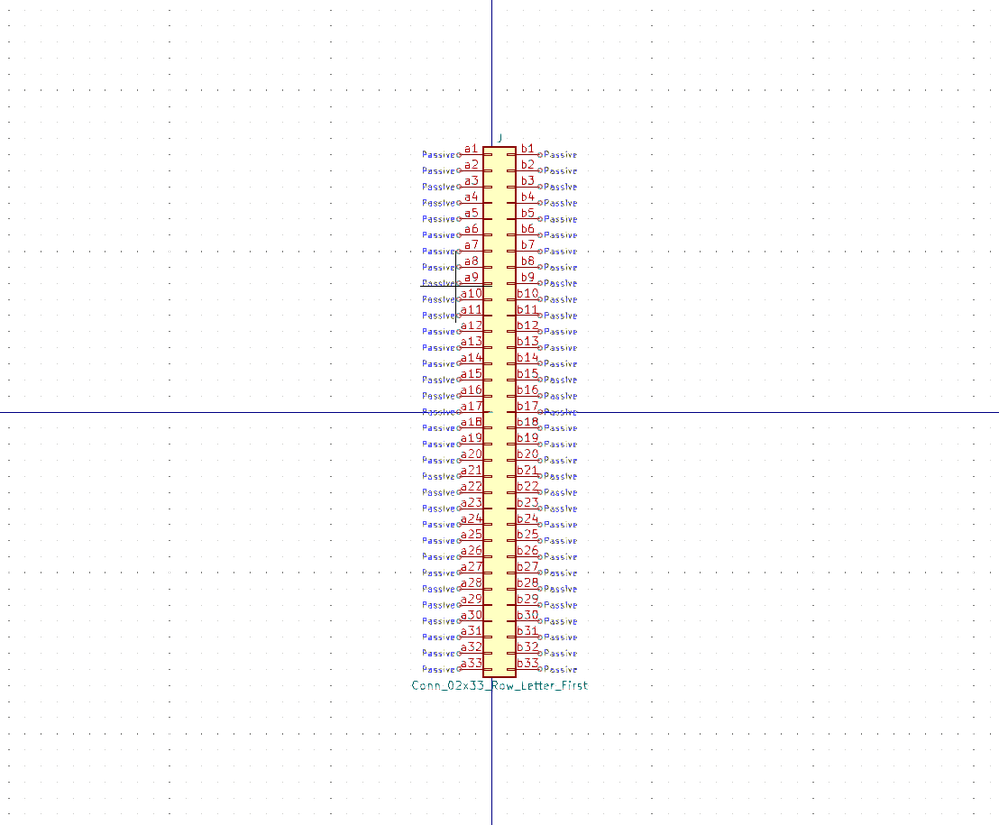 J
Passive a1 b1 Passive
Passive a2 b2 Passive
Passive a3 b3 Passive
Passive a4 b4 Passive
Passive a5 b5 Passive
Passive a6 b6 Passive
Passive a7 b7 Passive
Passive a8 b8 Passive
Passive a9 b9 Passive
Passive a10 b10 Passive
Passive a11 b11 Passive
Passive a12 b12 Passive
Passive a13 b13 Passive
Passive a14 b14 Passive
Passive a15 b15 Passive
Passive a16 b16 Passive
Passive a17 b17 Passive
Passive a18 b18 Passive
Passive a19 b19 Passive
Passive a20 b20 Passive
Passive a21 b21 Passive
Passive a22 b22 Passive
Passive a23 b23 Passive
Passive a24 b24 Passive
Passive a25 b25 Passive
Passive a26 b26 Passive
Passive a27 b27 Passive
Passive a28 b28 Passive
Passive a29 b29 Passive
Passive a30 b30 Passive
Passive a31 b31 Passive
Passive a32 b32 Passive
Passive a33 b33 Passive
Conn_02x33_Row_Letter_First